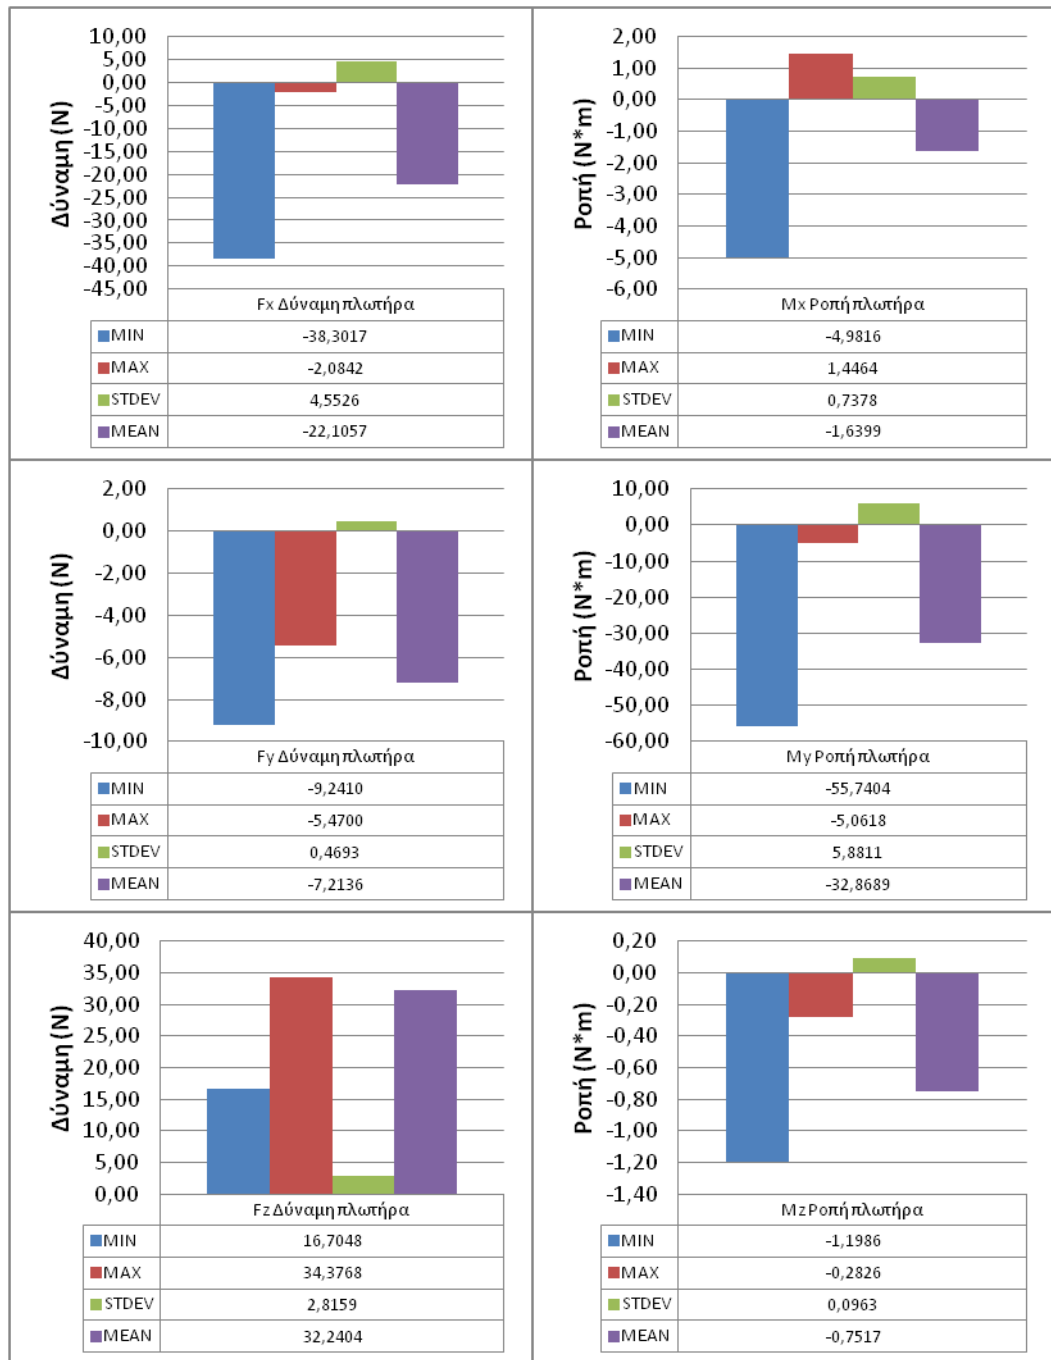 Δύναμη (N)
10,00
5,00
0,00
-5,00
-10,00
-15,00
-20,00
-25,00
-30,00
-35,00
-40,00
-45,00
Fx Δύναμη πλωτήρα
MIN -38,3017
MAX -2,0842
STDEV 4,5526
MEAN -22,1057
Ροπή (N*m)
2,00
1,00
0,00
-1,00
-2,00
-3,00
-4,00
-5,00
-6,00
Mx Ροπή πλωτήρα
MIN -4,9816
MAX 1,4464
STDEV 0,7378
MEAN -1,6399
Δύναμη (N)
2,00
0,00
-2,00
-4,00
-6,00
-8,00
-10,00
Fy Δύναμη πλωτήρα
MIN -9,2410
MAX -5,4700
STDEV 0,4693
MEAN -7,2136
Ροπή (N*m)
10,00
0,00
-10,00
-20,00
-30,00
-40,00
-50,00
-60,00
My Ροπή πλωτήρα
MIN -55,7404
MAX -5,0618
STDEV 5,8811
MEAN -32,8689
Δύναμη (N)
40,00
35,00
30,00
25,00
20,00
15,00
10,00
5,00
0,00
Fz Δύναμη πλωτήρα
MIN 16,7048
MAX 34,3768
STDEV 2,8159
MEAN 32,2404
Ροπή (N*m)
0,20
0,00
-0,20
-0,40
-0,60
-0,80
-1,00
-1,20
-1,40
Mz Ροπή πλωτήρα
MIN -1,1986
MAX -0,2826
STDEV 0,0963
MEAN -0,7517